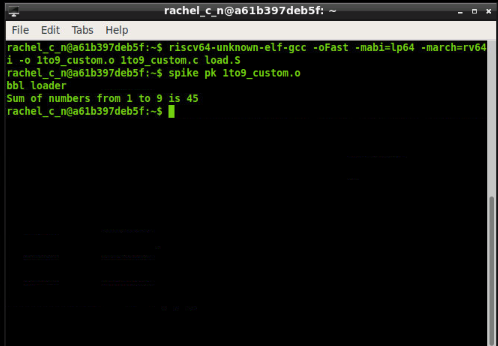 rachel_c_n@a61b397deb5f: ~
File Edit Tabs Help
rachel_c_n@a61b397deb5f:~$ riscv64-unknown-elf-gcc -oFast -mabi=lp64 -march=rv64
i -o 1to9_custom.o 1to9_custom.c load.S
rachel_c_n@a61b397deb5f:~$ spike pk 1to9_custom.o
bbl loader
Sum of numbers from 1 to 9 is 45
rachel_c_n@a61b397deb5f:~$